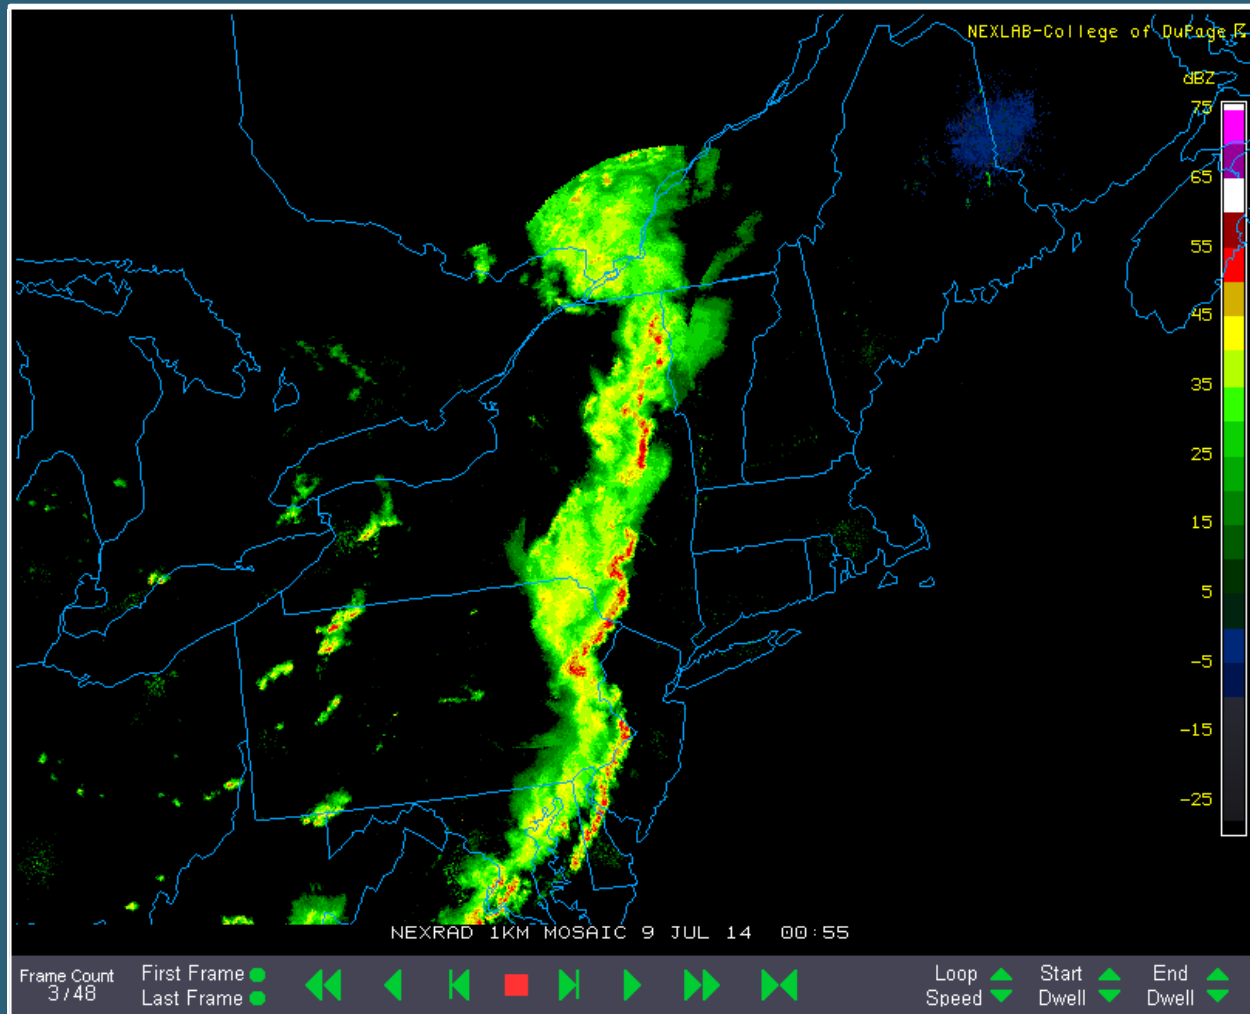 NEXLAB-College of DuPage
dBZ
75
65
55
45
35
25
15
5
-5
-15
-25
NEXRAD 1KM MOSAIC 9 JUL 14 00:55
Frame Count
3/48
First Frame
Last Frame
Loop
Speed
Start
Dwell
End
Dwell